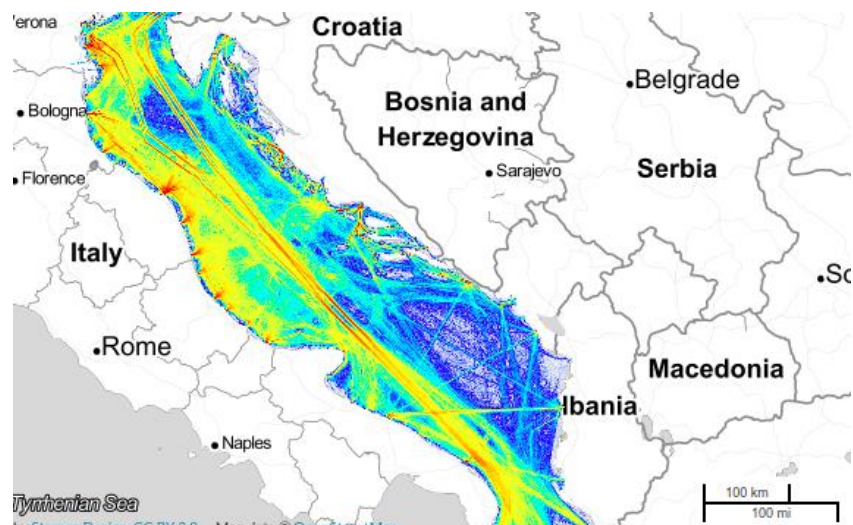 Croatia
'erona
Belgrade
Bosnia and
Herzegovina
Bologna
Sarajevo
Serbia
Florence
Italy
So
Rome
Macedonia
lbania
Naples
100 km
100 mi
Tyrrhenian Sea